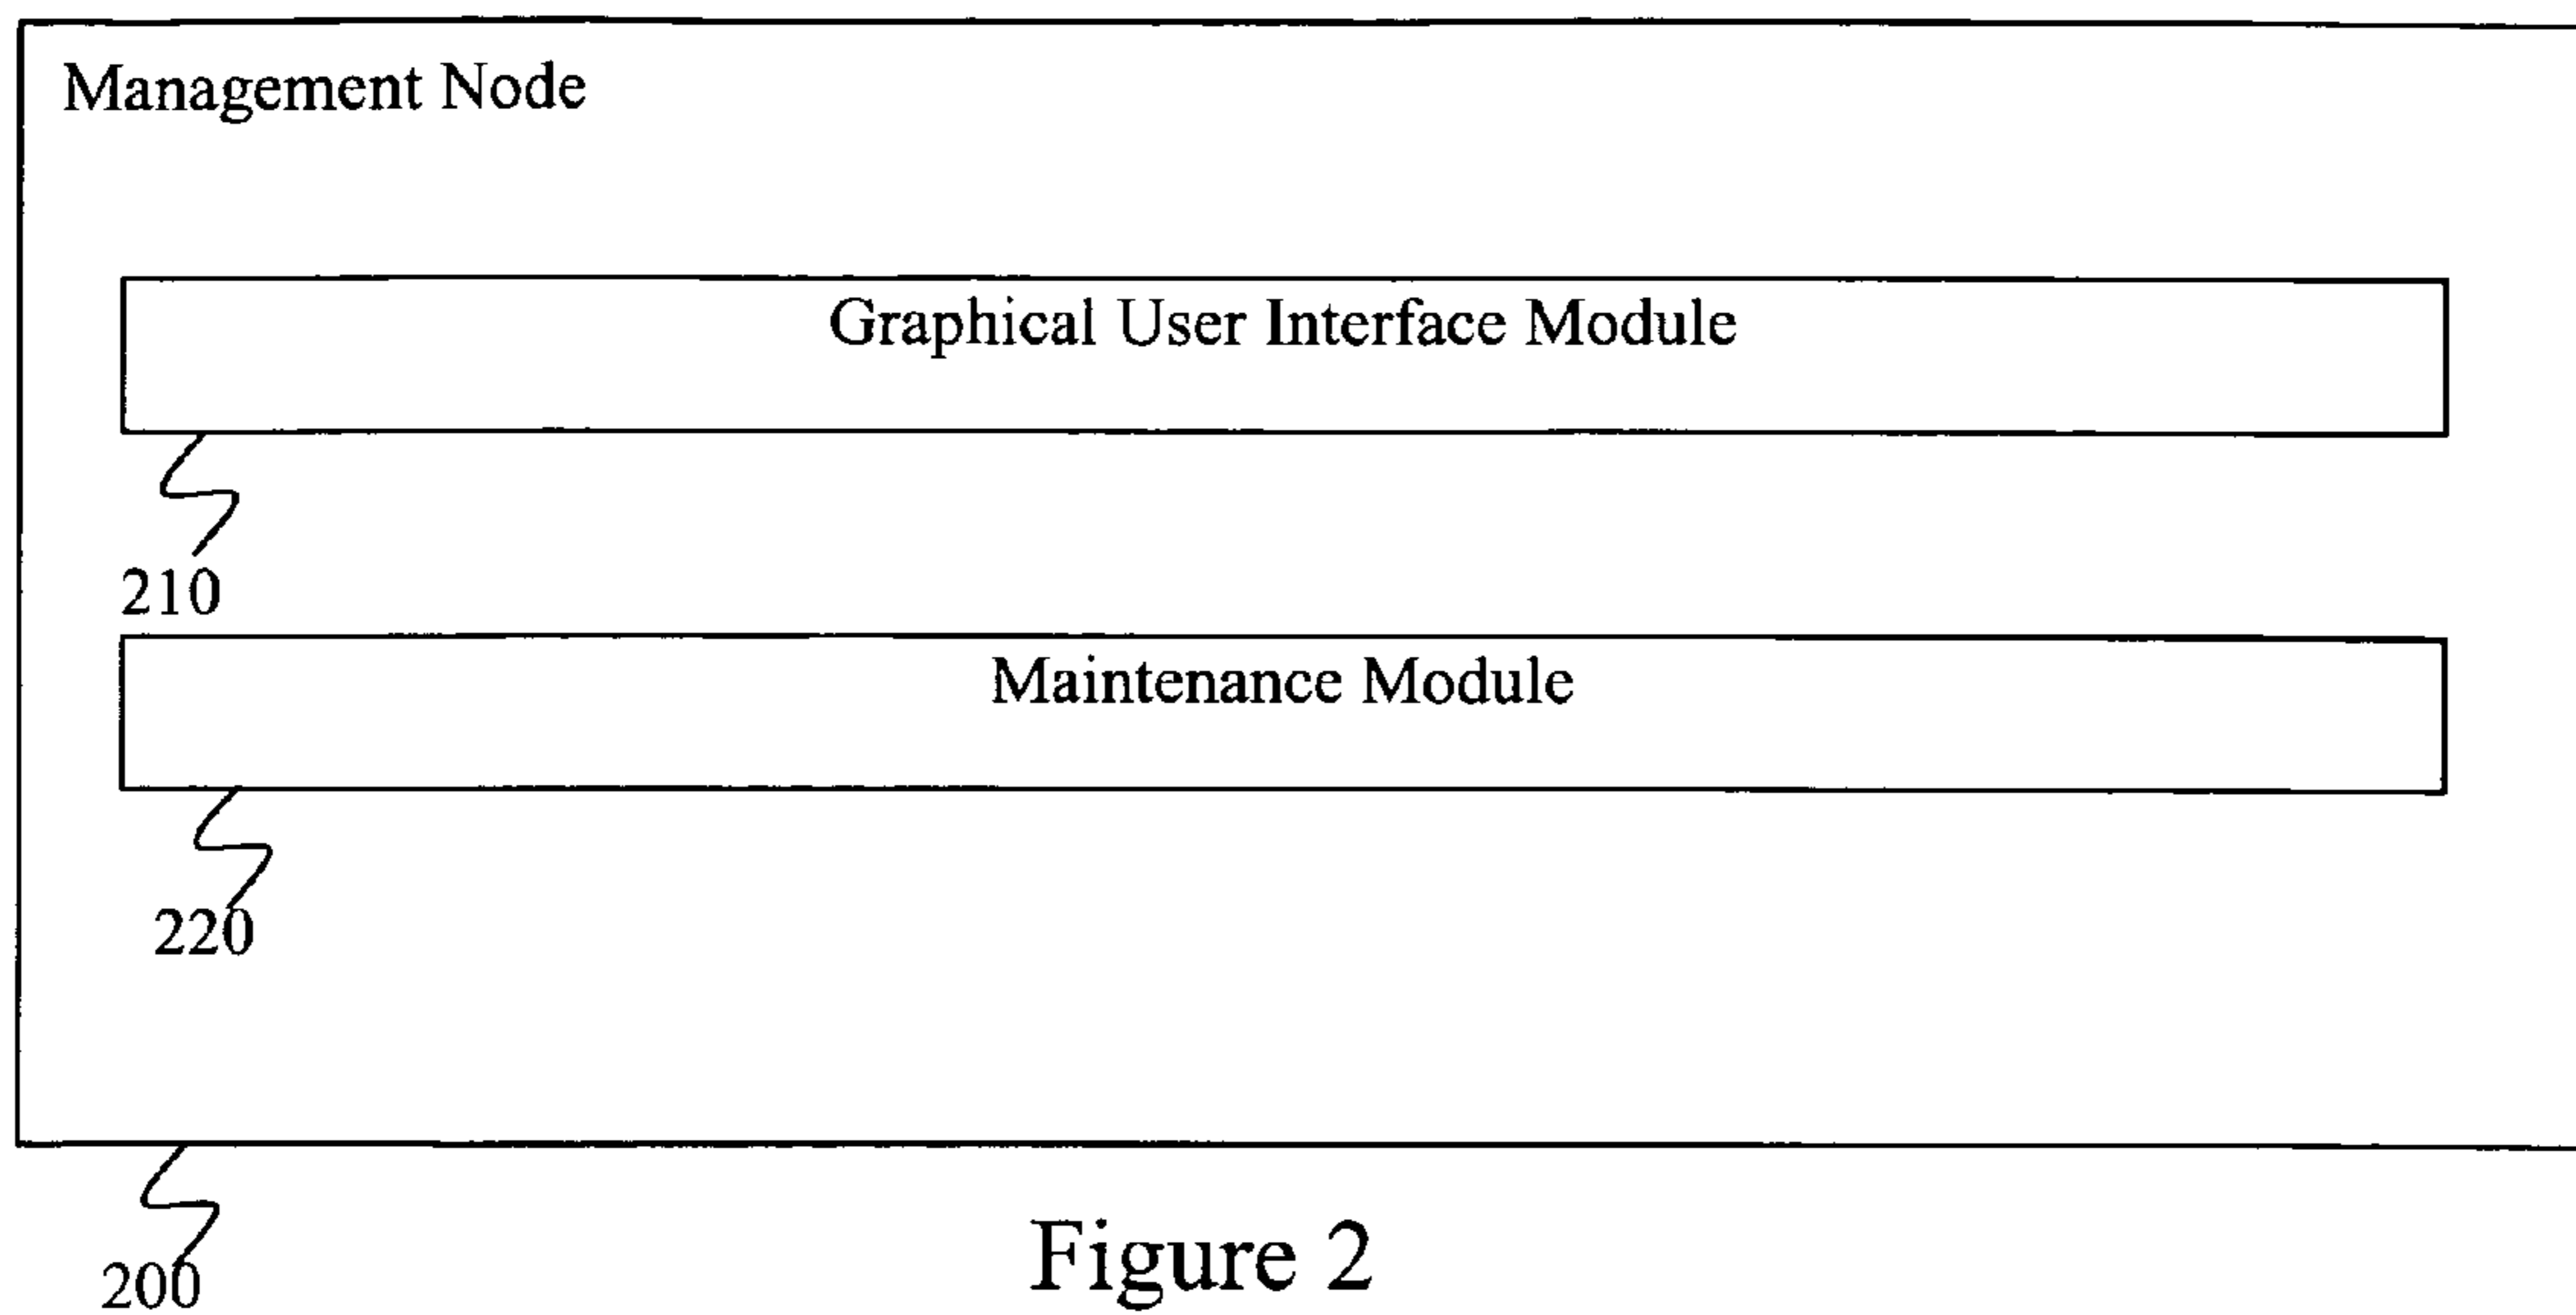 Management Node
Graphical User Interface Module
210
Maintenance Module
220
200
Figure 2